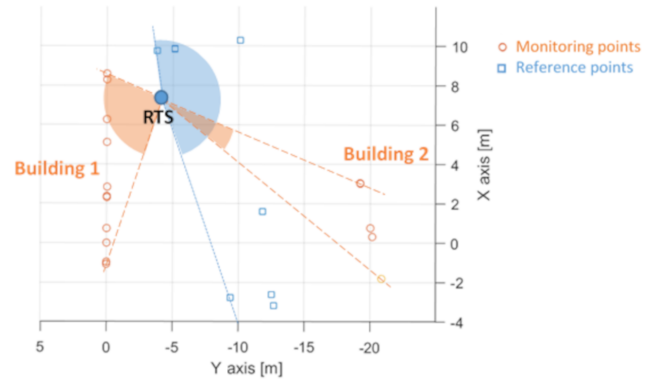 10
Monitoring points
Reference points
8
RTS
6
Building 1
Building 2
4
2
0
-2
-4
X axis [m]
5
0
-5
-10
-15
-20
Y axis [m]